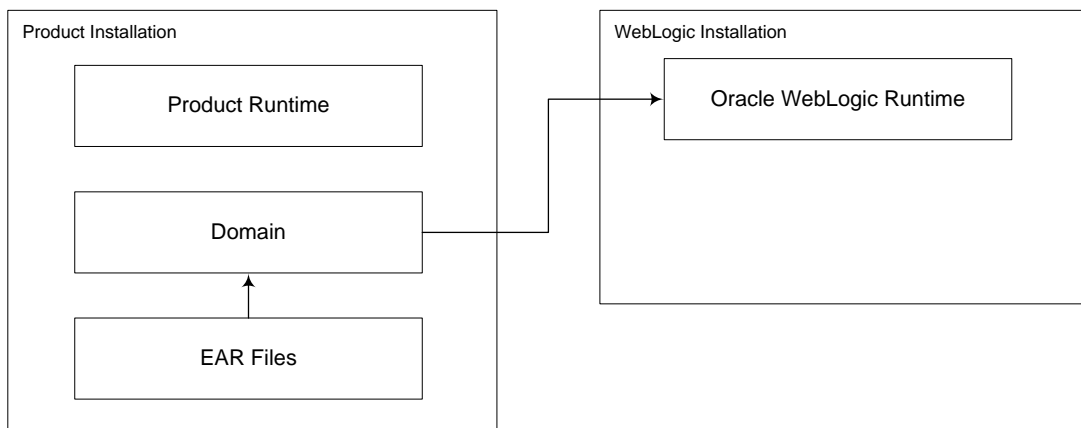 Product Installation
Product Runtime
Domain
EAR Files
WebLogic Installation
Oracle WebLogic Runtime